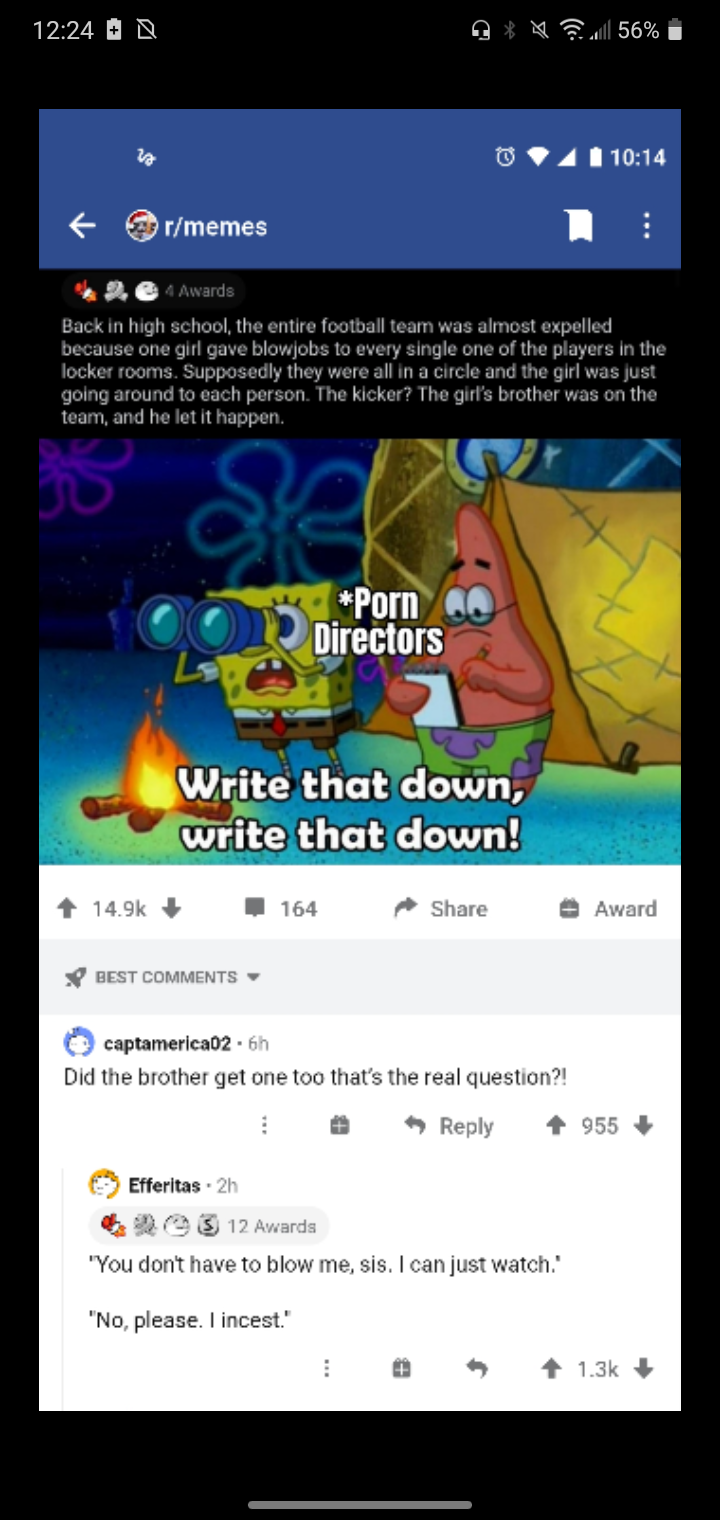 12:24
56%
10:14
r/memes
4 Awards
Back in high school, the entire football team was almost expelled
because one girl gave blowjobs to every single one of the players in the
locker rooms. Supposedly they were all in a circle and the girl was just
going around to each person. The kicker? The girl's brother was on the
team, and he let it happen.
*Porn
Directors
Write that down,
write that down!
14.9k 164 Share Award
BEST COMMENTS
captamerica02 · 6h
Did the brother get one too that's the real question?!
Reply 955
Efferitas · 2h
12 Awards
"You don't have to blow me, sis. I can just watch."
"No, please. I incest."
1.3k